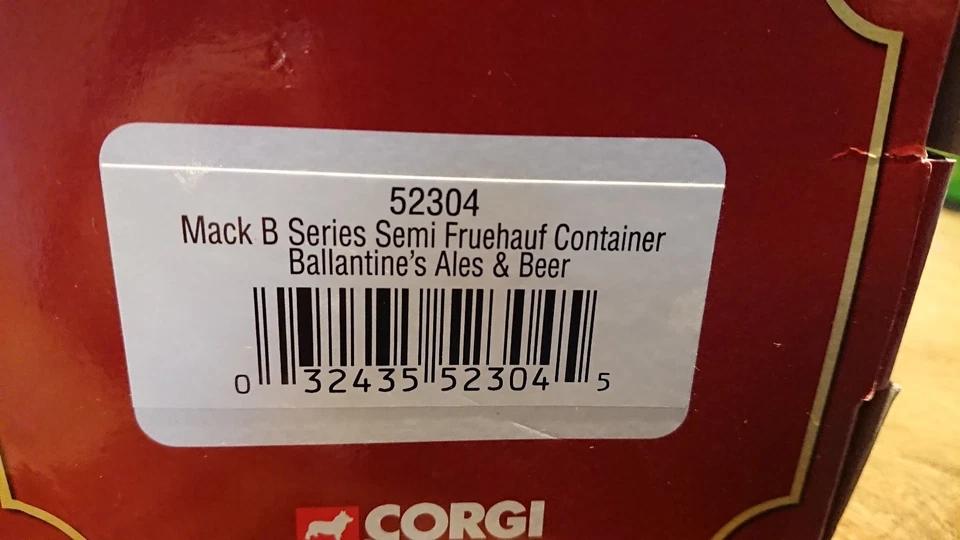 52304
Mack B Series Semi Fruehauf Container
Ballantine's Ales & Beer
0 32435 52304 5
CORGI